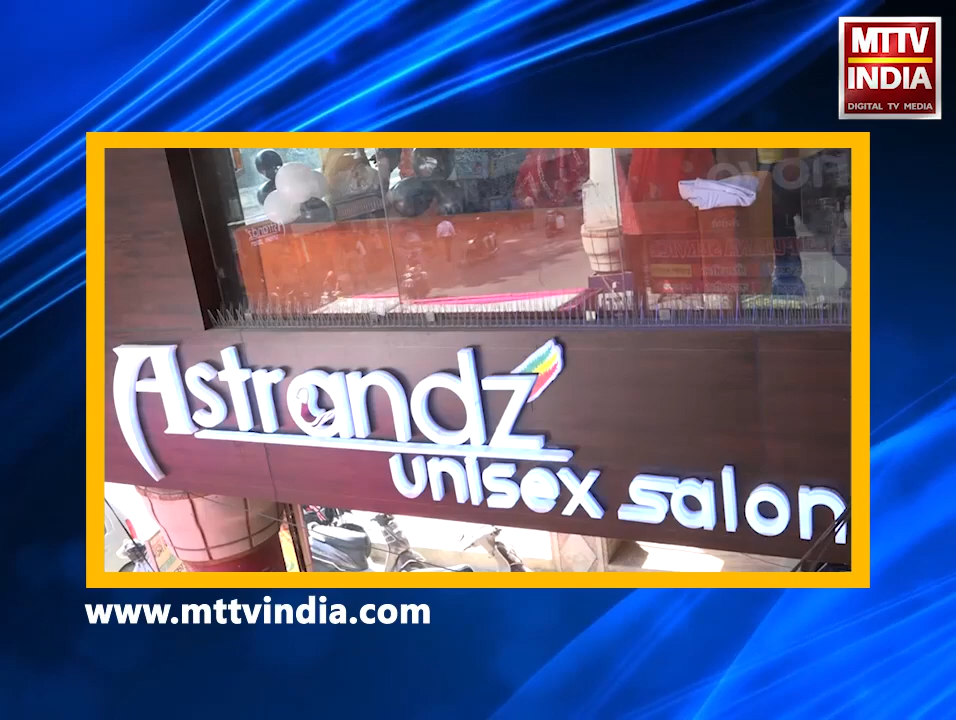 MTTV
INDIA
DIGITAL TV MEDIA
Astrandz
unisex salon
www.mttvindia.com